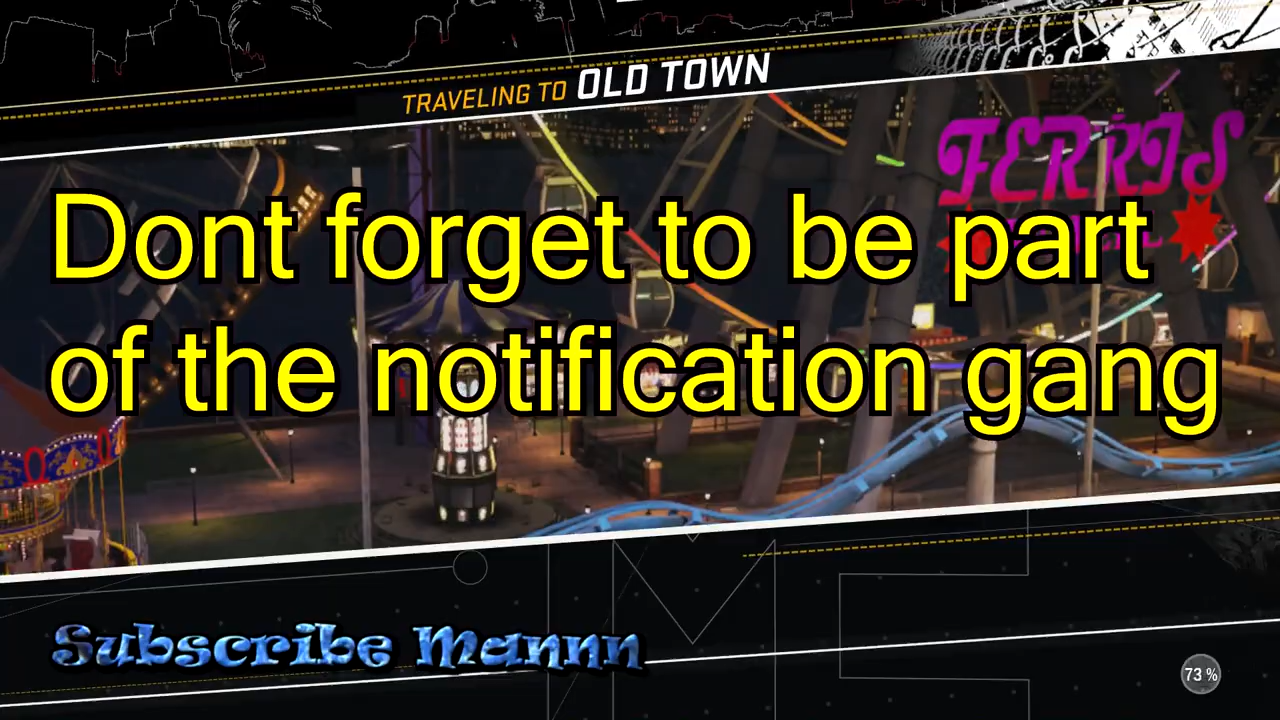 TRAVELING TO OLD TOWN
FERRIS
Dont forget to be part
of the notification gang
Subscribe Mannn
73 %